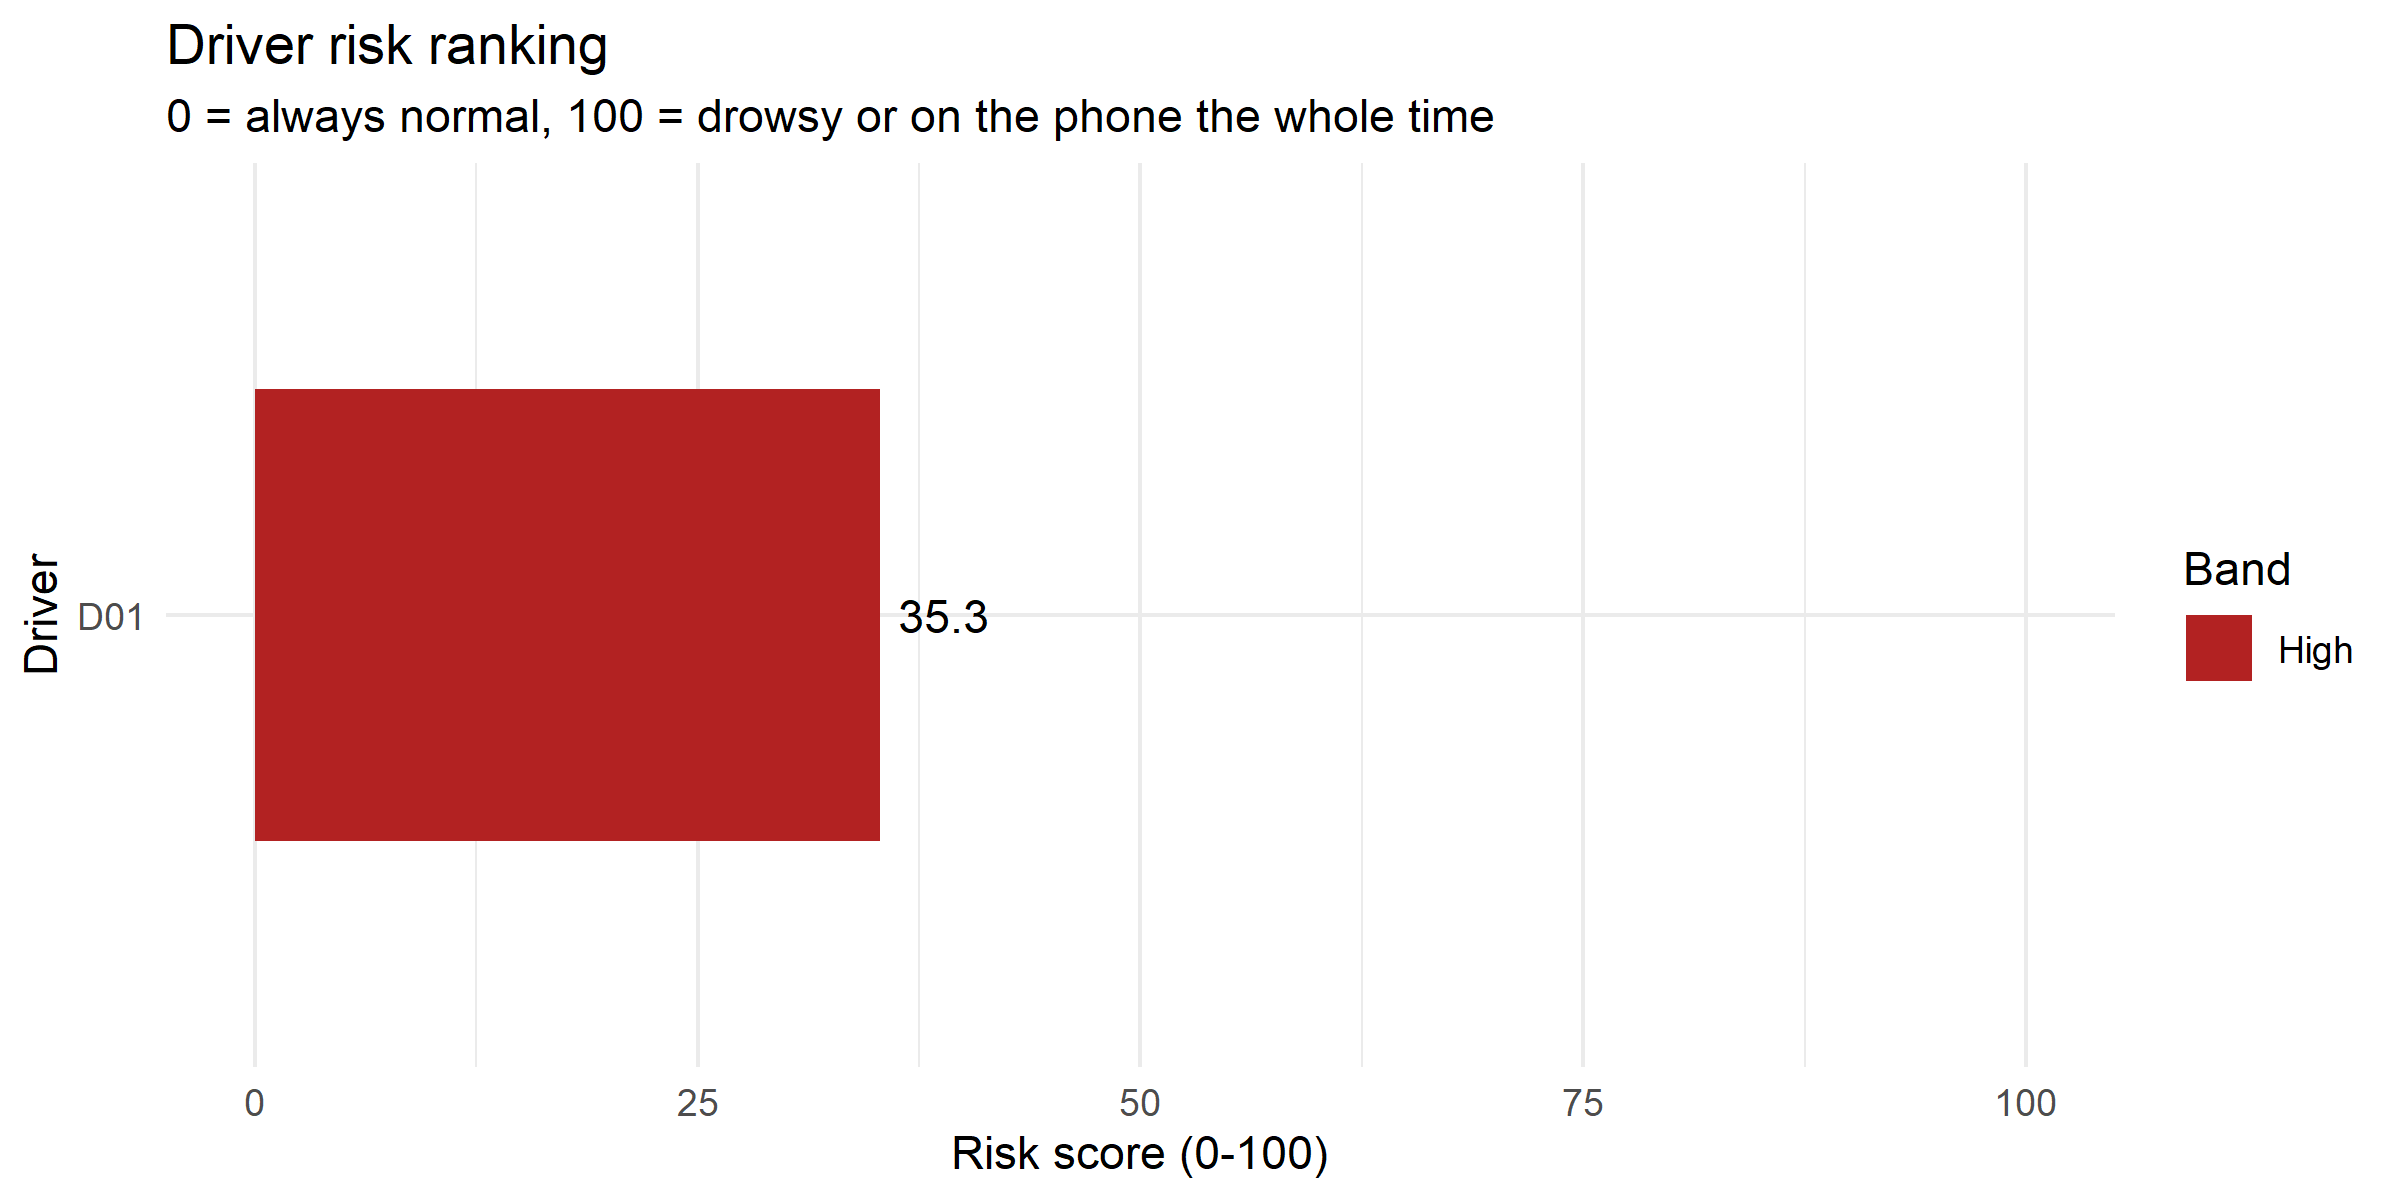 Driver risk ranking
0 = always normal, 100 = drowsy or on the phone the whole time
Driver
D01
35.3
Band
High
0 25 50 75 100
Risk score (0-100)